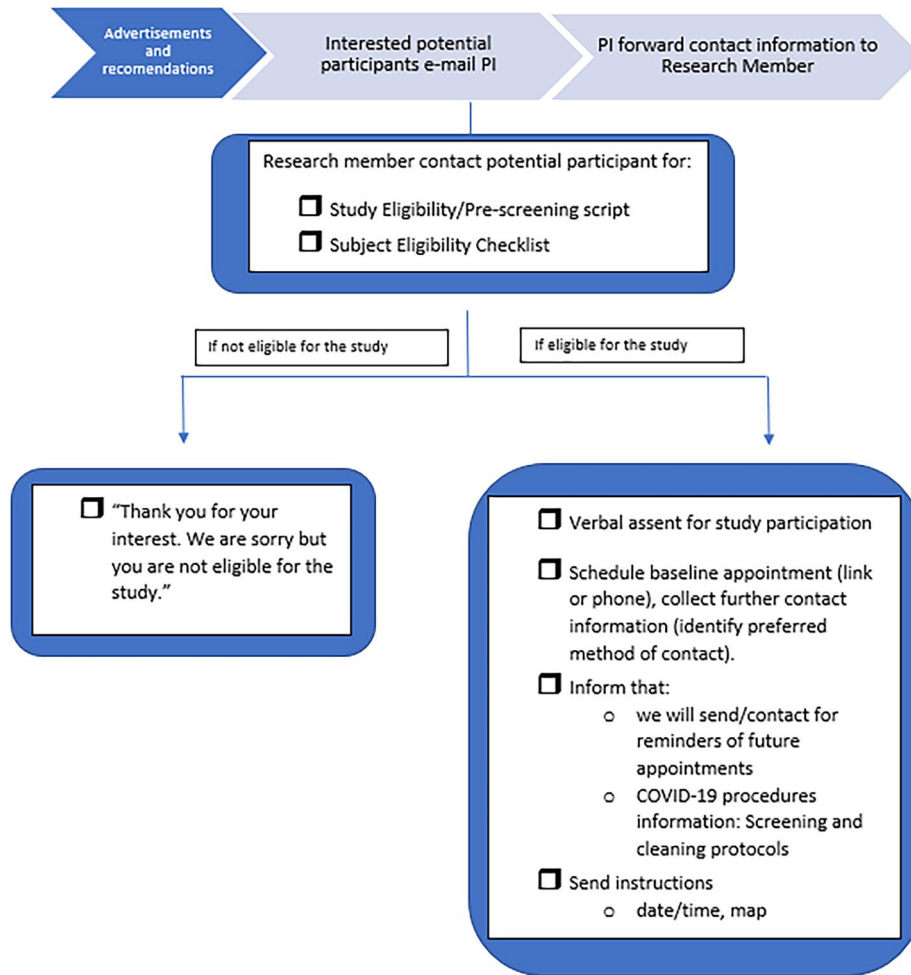 Advertisements
and
recomendations
Interested potential
participants e-mail PI
PI forward contact information to
Research Member
Research member contact potential participant for:
❒ Study Eligibility/Pre-screening script
❒ Subject Eligibility Checklist
If not eligible for the study
If eligible for the study
❒ “Thank you for your
interest. We are sorry but
you are not eligible for the
study.”
❒ Verbal assent for study participation
❒ Schedule baseline appointment (link
or phone), collect further contact
information (identify preferred
method of contact).
❒ Inform that:
o we will send/contact for
reminders of future
appointments
o COVID-19 procedures
information: Screening and
cleaning protocols
❒ Send instructions
o date/time, map